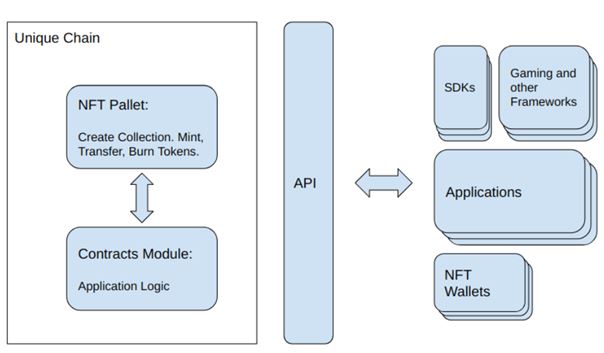 Unique Chain
NFT Pallet:
Create Collection. Mint,
Transfer, Burn Tokens.
Contracts Module:
Application Logic
API
SDKs
Gaming and
other
Frameworks
Applications
NFT
Wallets